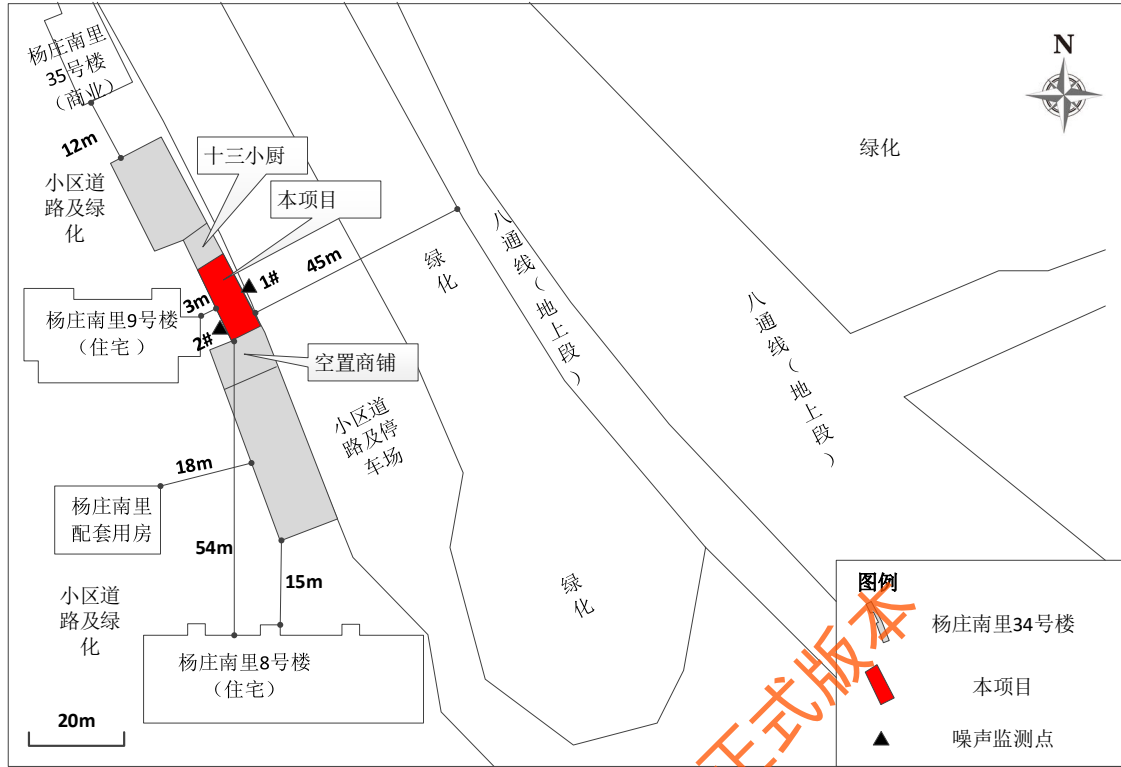 杨庄南里
35号楼
（商业）
N
12m
十三小厨
绿化
小区道
路及绿
化
本项目
45m
1#
绿
化
八通线（地上段）
3m
杨庄南里9号楼
（住宅）
2#
空置商铺
八通线（地上段）
小区道
路及停
车场
18m
杨庄南里
配套用房
54m
15m
绿
化
小区道
路及绿
化
杨庄南里8号楼
（住宅）
20m
图例
杨庄南里34号楼
本项目
噪声监测点
正式版本